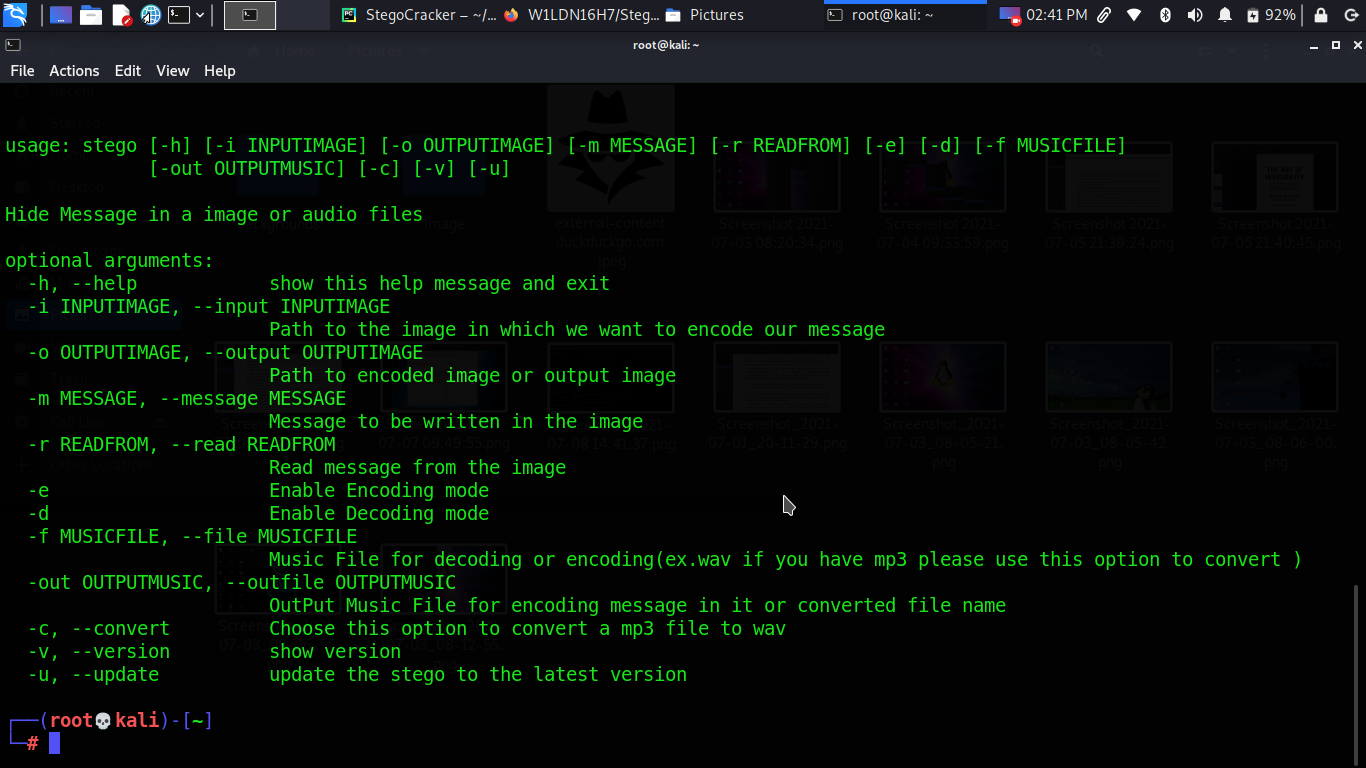 StegoCracker – ~/...
W1LDN16H7/Steg...
Pictures
root@kali: ~
02:41 PM
92%
root@kali: ~
File Actions Edit View Help
usage: stego [-h] [-i INPUTIMAGE] [-o OUTPUTIMAGE] [-m MESSAGE] [-r READFROM] [-e] [-d] [-f MUSICFILE]
[-out OUTPUTMUSIC] [-c] [-v] [-u]
Hide Message in a image or audio files
optional arguments:
-h, --help show this help message and exit
-i INPUTIMAGE, --input INPUTIMAGE
Path to the image in which we want to encode our message
-o OUTPUTIMAGE, --output OUTPUTIMAGE
Path to encoded image or output image
-m MESSAGE, --message MESSAGE
Message to be written in the image
-r READFROM, --read READFROM
Read message from the image
-e Enable Encoding mode
-d Enable Decoding mode
-f MUSICFILE, --file MUSICFILE
Music File for decoding or encoding(ex.wav if you have mp3 please use this option to convert )
-out OUTPUTMUSIC, --outfile OUTPUTMUSIC
OutPut Music File for encoding message in it or converted file name
-c, --convert Choose this option to convert a mp3 file to wav
-v, --version show version
-u, --update update the stego to the latest version
(root💀kali)-[~]
#